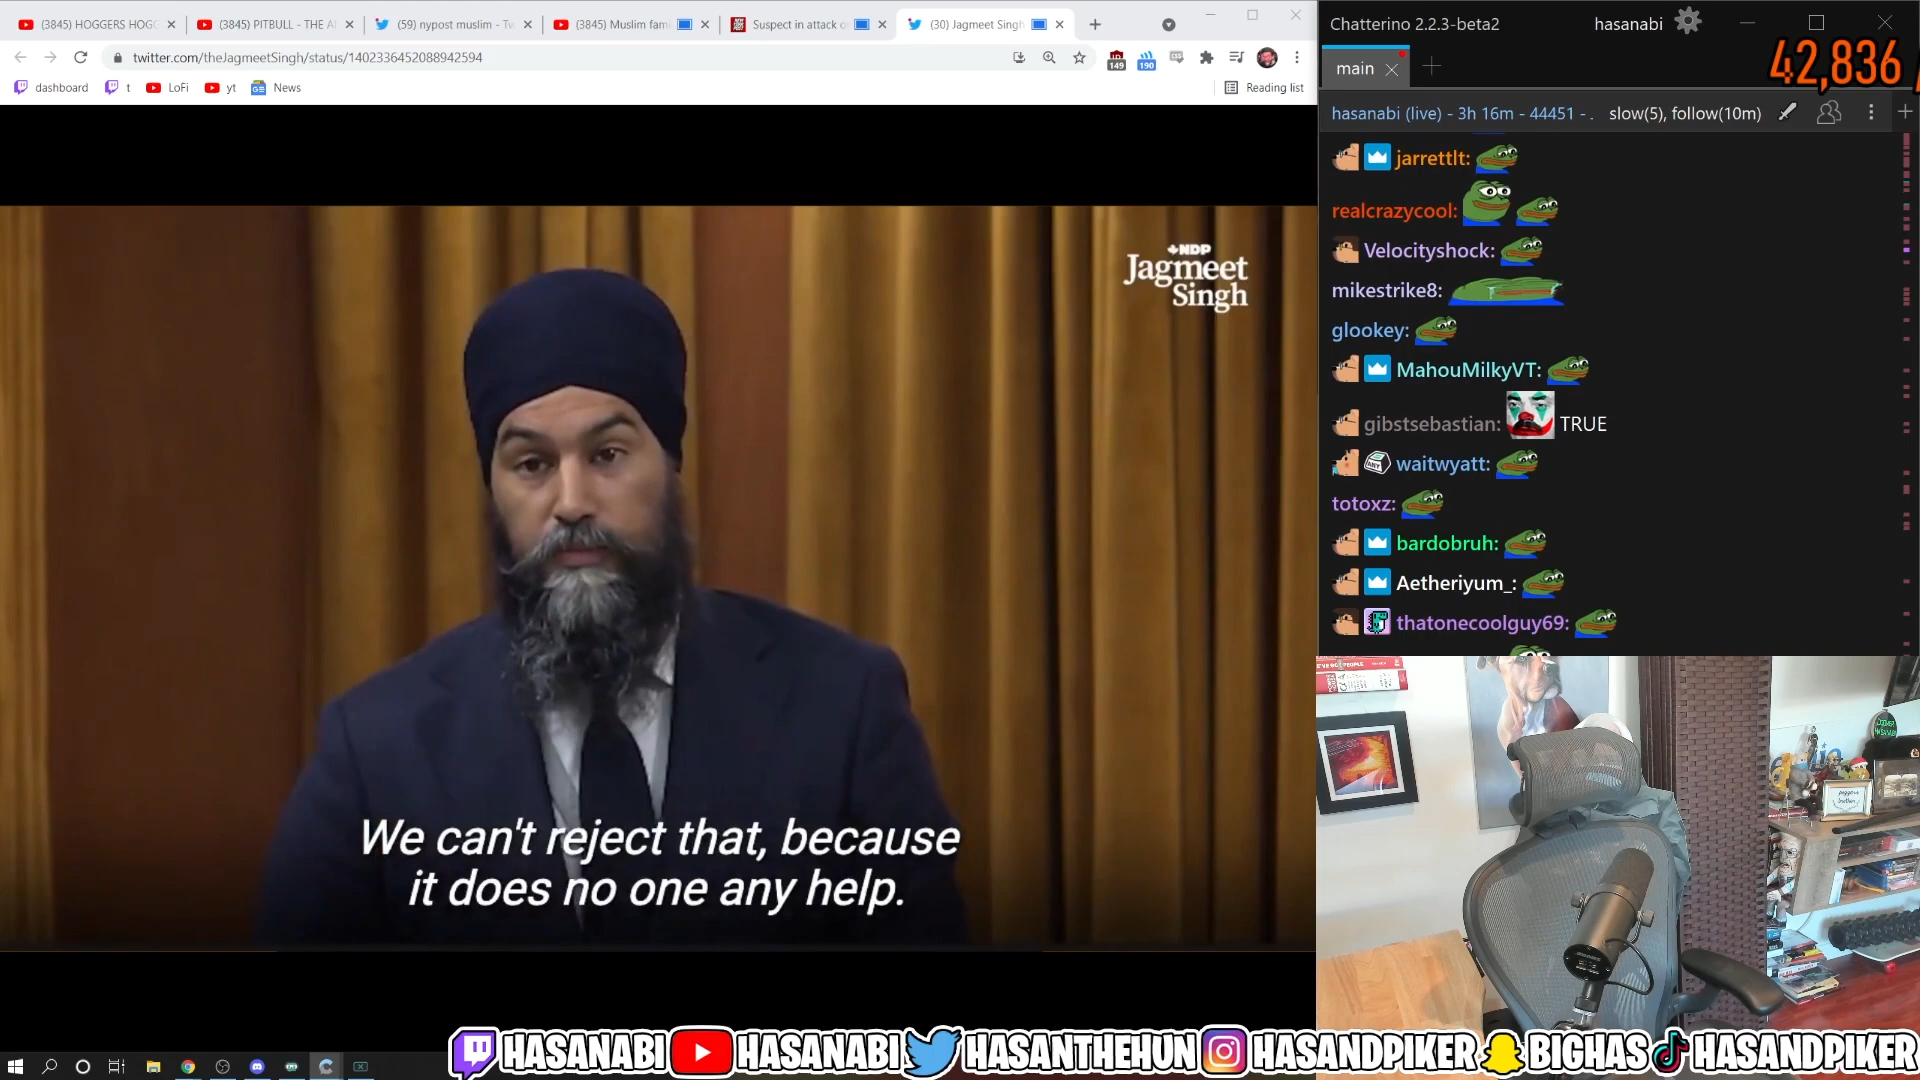 (3845) HOGGERS HOGG
(3845) PITBULL - THE A
(59) nypost muslim - Tw
(3845) Muslim fami
Suspect in attack o
(30) Jagmeet Singh
twitter.com/theJagmeetSingh/status/1402336452088942594
149
190
dashboard
t
LoFi
yt
News
Reading list
NDP
Jagmeet
Singh
We can't reject that, because
it does no one any help.
Chatterino 2.2.3-beta2
hasanabi
42,836
main
hasanabi (live) - 3h 16m - 44451 - .
slow(5), follow(10m)
jarrettlt:
realcrazycool:
Velocityshock:
mikestrike8:
glookey:
MahouMilkyVT:
gibstsebastian: TRUE
waitwyatt:
totoxz:
bardobruh:
Aetheriyum_:
thatonecoolguy69:
HASANABI
HASANABI
HASANTHEHUN
HASANDPIKER
BIGHAS
HASANDPIKER